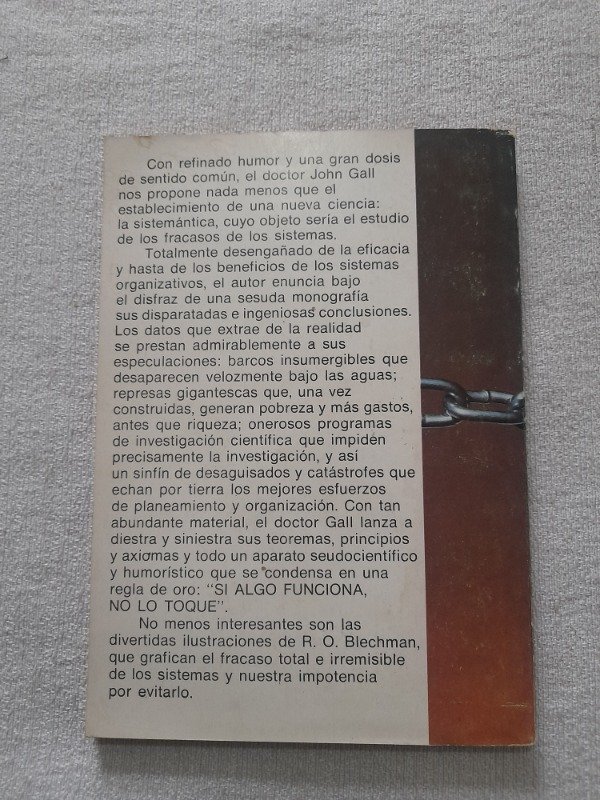 Con refinado humor y una gran dosis
de sentido común, el doctor John Gall
nos propone nada menos que el
establecimiento de una nueva ciencia:
la sistemántica, cuyo objeto sería el estudio
de los fracasos de los sistemas.
Totalmente desengañado de la eficacia
y hasta de los beneficios de los sistemas
organizativos, el autor enuncia bajo
el disfraz de una sesuda monografía
sus disparatadas e ingeniosas conclusiones.
Los datos que extrae de la realidad
se prestan admirablemente a sus
especulaciones: barcos insumergibles que
desaparecen velozmente bajo las aguas;
represas gigantescas que, una vez
construidas, generan pobreza y más gastos,
antes que riqueza; onerosos programas
de investigación científica que impiden
precisamente la investigación, y así
un sinfín de desaguisados y catástrofes que
echan por tierra los mejores esfuerzos
de planeamiento y organización. Con tan
abundante material, el doctor Gall lanza a
diestra y siniestra sus teoremas, principios
y axiomas y todo un aparato seudocientífico
y humorístico que se condensa en una
regla de oro: "SI ALGO FUNCIONA,
NO LO TOQUE".
No menos interesantes son las
divertidas ilustraciones de R. O. Blechman,
que grafican el fracaso total e irremisible
de los sistemas y nuestra impotencia
por evitarlo.